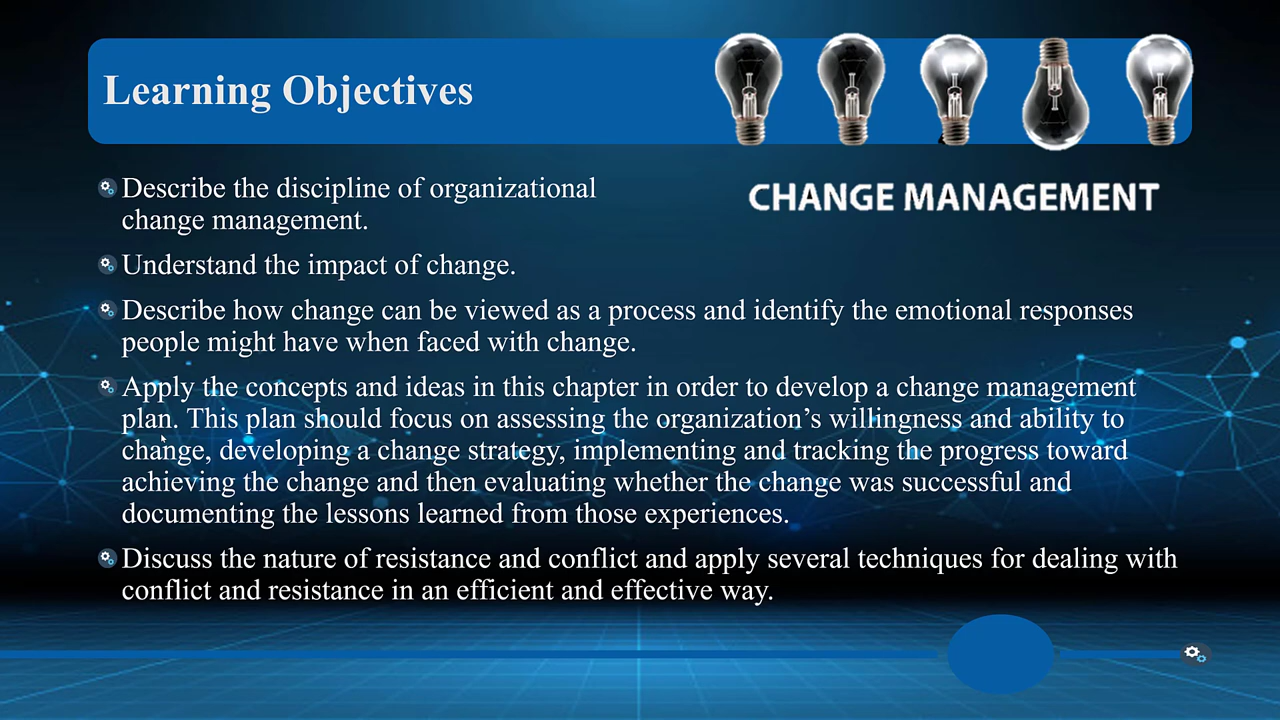 Learning Objectives
CHANGE MANAGEMENT
Describe the discipline of organizational
change management.
Understand the impact of change.
Describe how change can be viewed as a process and identify the emotional responses
people might have when faced with change.
Apply the concepts and ideas in this chapter in order to develop a change management
plan. This plan should focus on assessing the organization’s willingness and ability to
change, developing a change strategy, implementing and tracking the progress toward
achieving the change and then evaluating whether the change was successful and
documenting the lessons learned from those experiences.
Discuss the nature of resistance and conflict and apply several techniques for dealing with
conflict and resistance in an efficient and effective way.